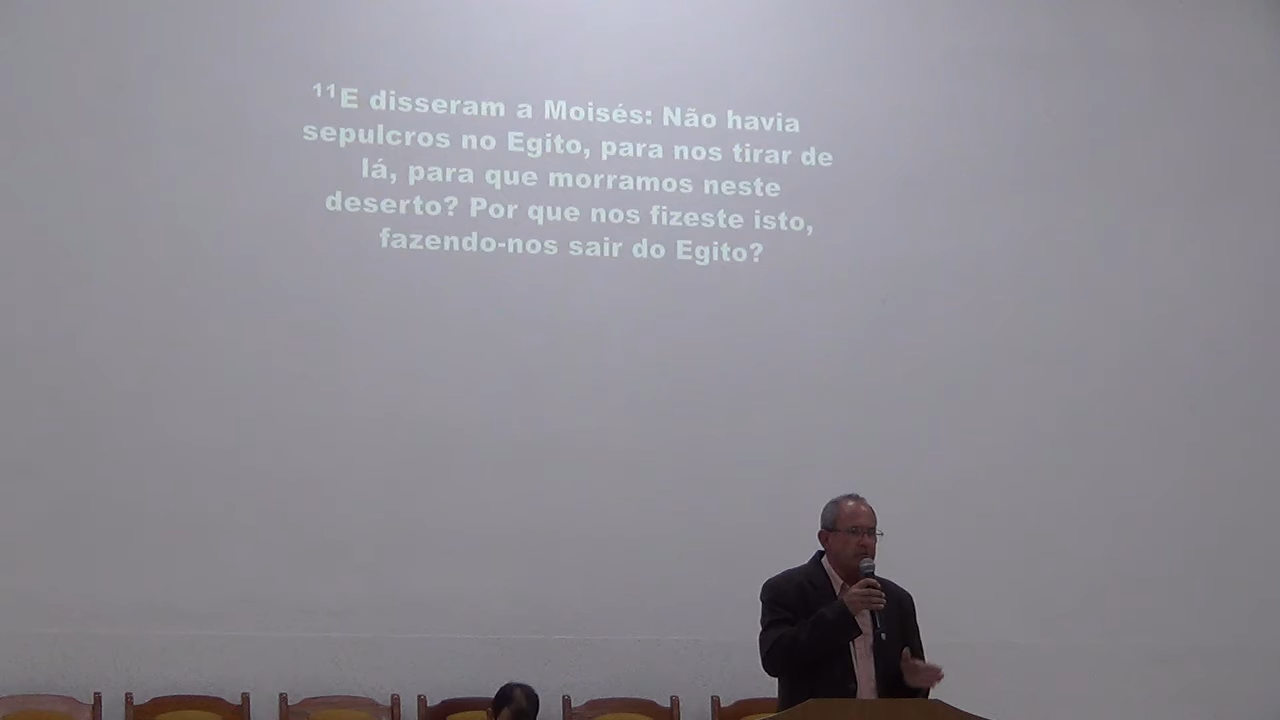 ¹¹E disseram a Moisés: Não havia
sepulcros no Egito, para nos tirar de
lá, para que morramos neste
deserto? Por que nos fizeste isto,
fazendo-nos sair do Egito?